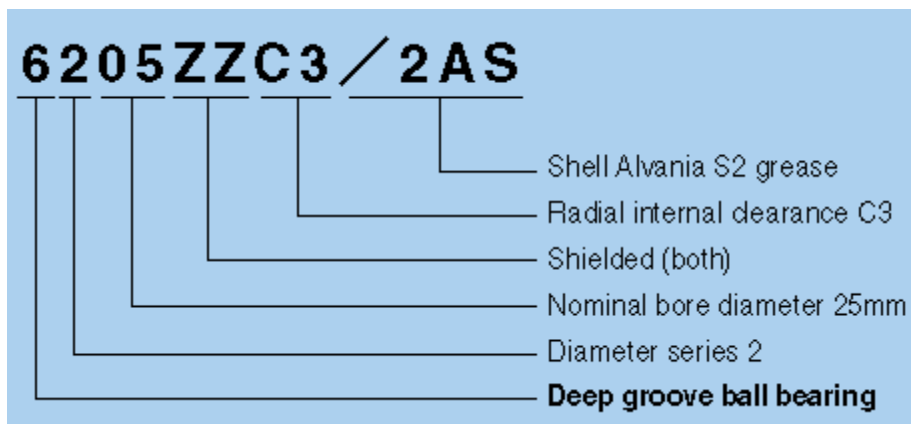 6205ZZC3／2AS
Shell Alvania S2 grease
Radial internal clearance C3
Shielded (both)
Nominal bore diameter 25mm
Diameter series 2
Deep groove ball bearing